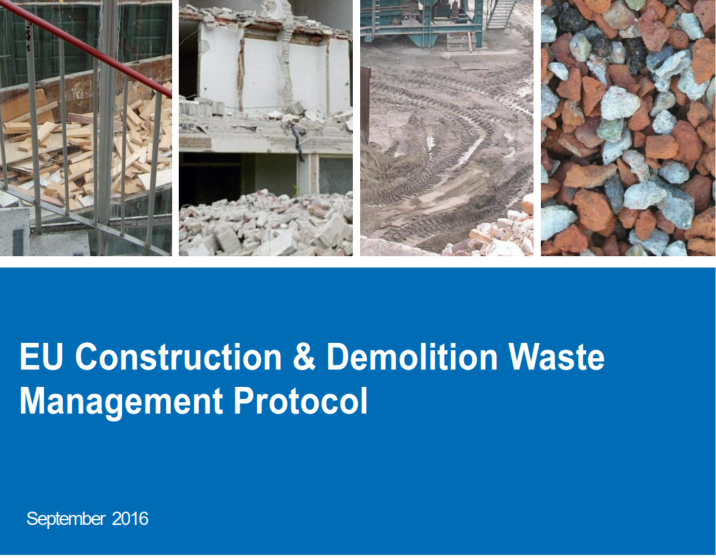 EU Construction & Demolition Waste
Management Protocol
September 2016